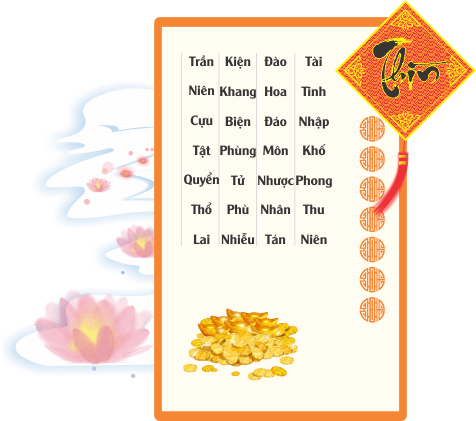 Thìn
Trần Niên Cựu Tật Quyển Thổ Lai
Kiện Khang Biện Phùng Tử Phù Nhiễu
Đào Hoa Đáo Môn Nhược Nhân Tán
Tài Tinh Nhập Khố Phong Thu Niên